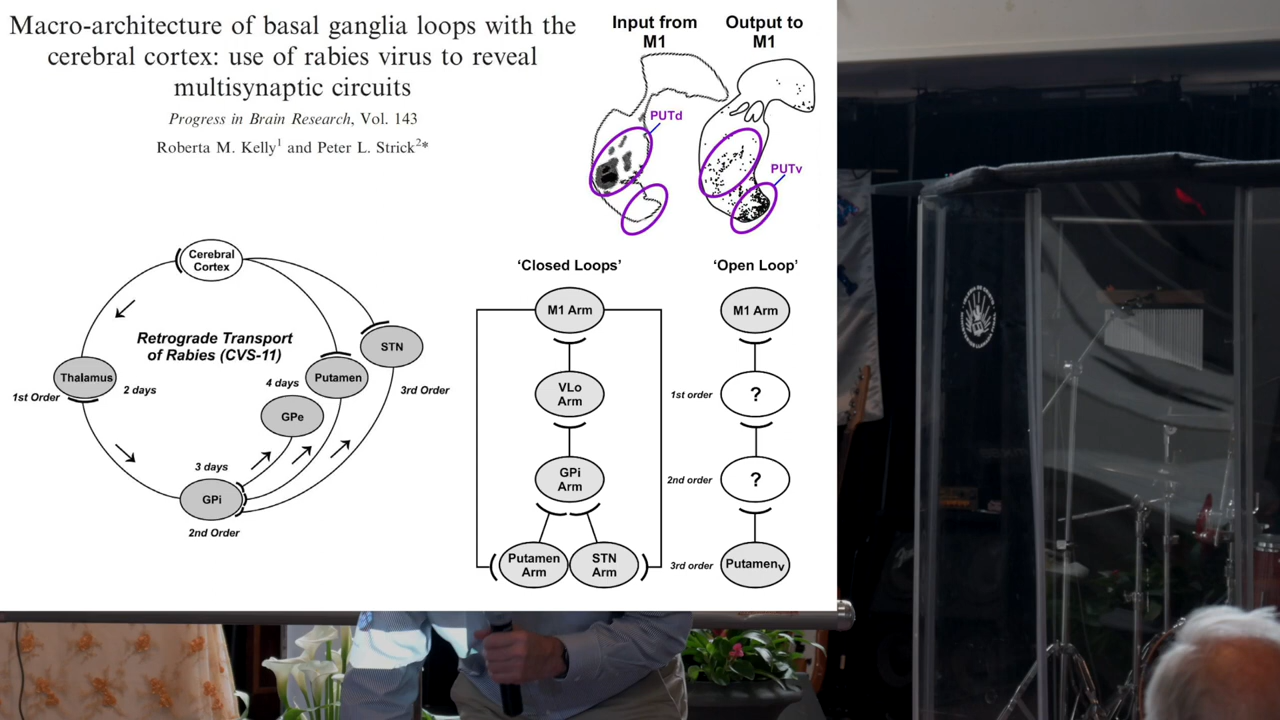 Macro-architecture of basal ganglia loops with the
cerebral cortex: use of rabies virus to reveal
multisynaptic circuits
Progress in Brain Research, Vol. 143
Roberta M. Kelly1 and Peter L. Strick2*
Input from
M1
Output to
M1
PUTd
PUTv
Cerebral
Cortex
Retrograde Transport
of Rabies (CVS-11)
STN
Thalamus
1st Order
2 days
4 days
Putamen
3rd Order
GPe
3 days
GPi
2nd Order
‘Closed Loops’
M1 Arm
VLo
Arm
GPi
Arm
Putamen
Arm
STN
Arm
‘Open Loop’
M1 Arm
1st order
?
2nd order
?
3rd order
Putamenv